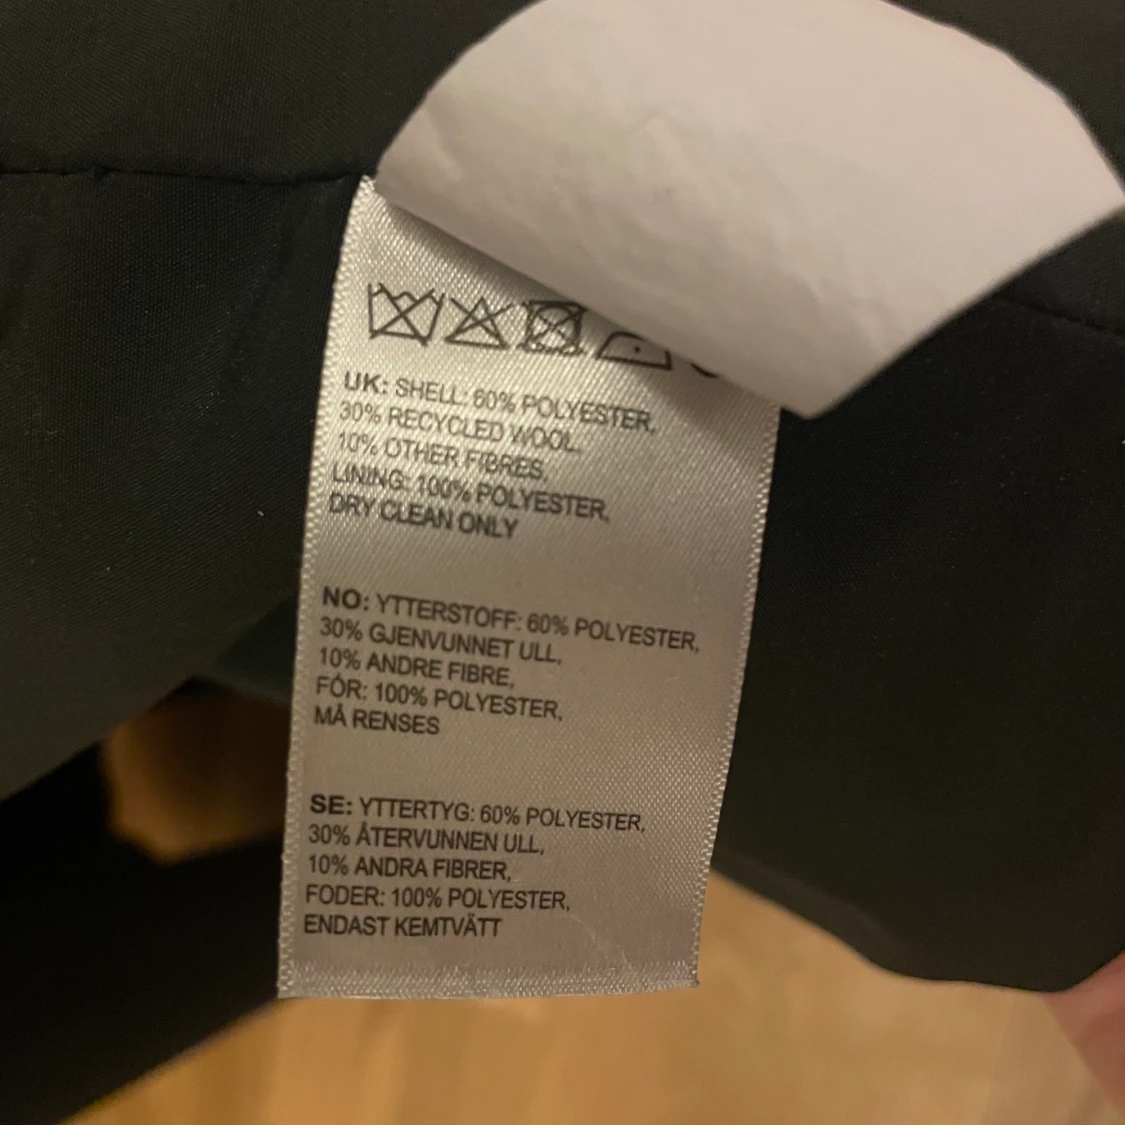 UK: SHELL: 60% POLYESTER,
30% RECYCLED WOOL,
10% OTHER FIBRES,
LINING: 100% POLYESTER,
DRY CLEAN ONLY
NO: YTTERSTOFF: 60% POLYESTER,
30% GJENVUNNET ULL,
10% ANDRE FIBRE,
FÓR: 100% POLYESTER,
MÅ RENSES
SE: YTTERTYG: 60% POLYESTER,
30% ÅTERVUNNEN ULL,
10% ANDRA FIBRER,
FODER: 100% POLYESTER,
ENDAST KEMTVÄTT